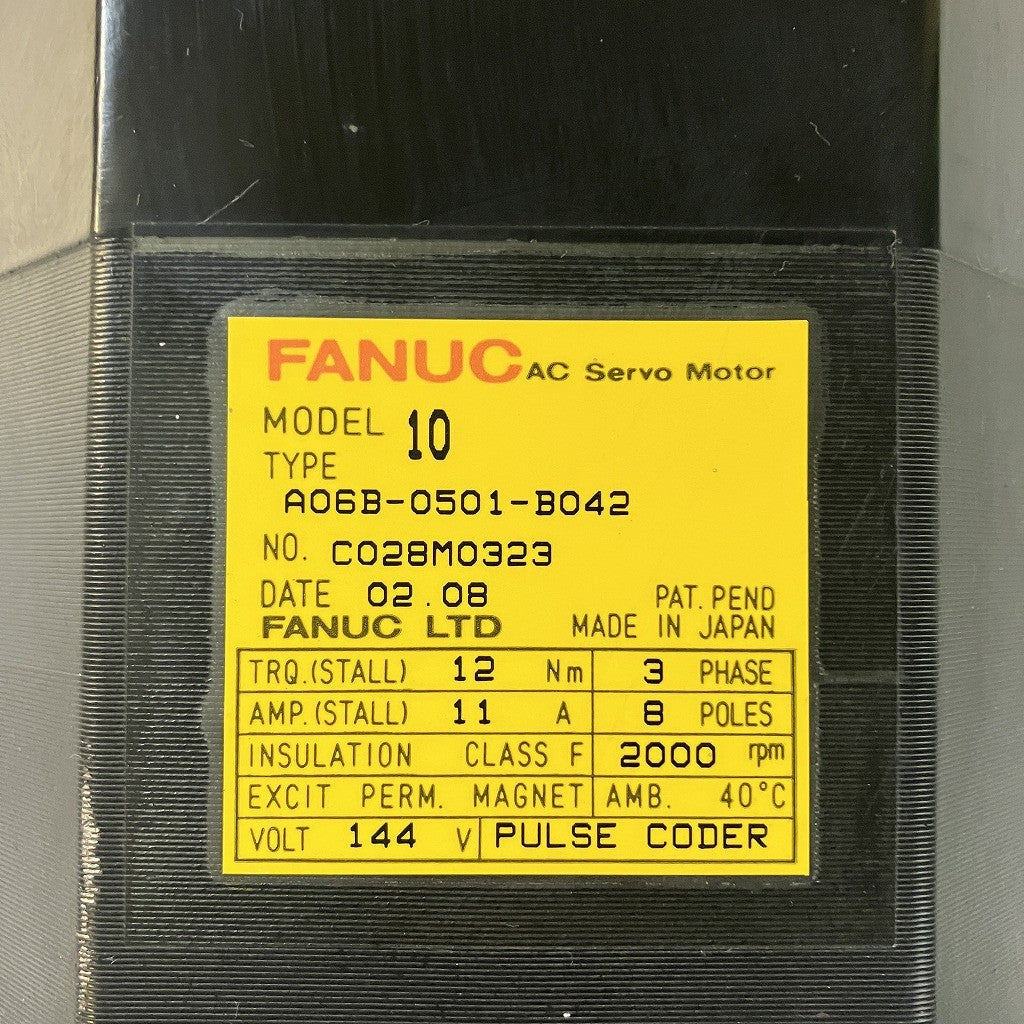 FANUC AC Servo Motor
MODEL 10
TYPE
A06B-0501-B042
NO. C028M0323
DATE 02.08 PAT. PEND
FANUC LTD MADE IN JAPAN
TRQ.(STALL) 12 Nm 3 PHASE
AMP.(STALL) 11 A 8 POLES
INSULATION CLASS F 2000 rpm
EXCIT PERM. MAGNET AMB. 40°C
VOLT 144 V PULSE CODER